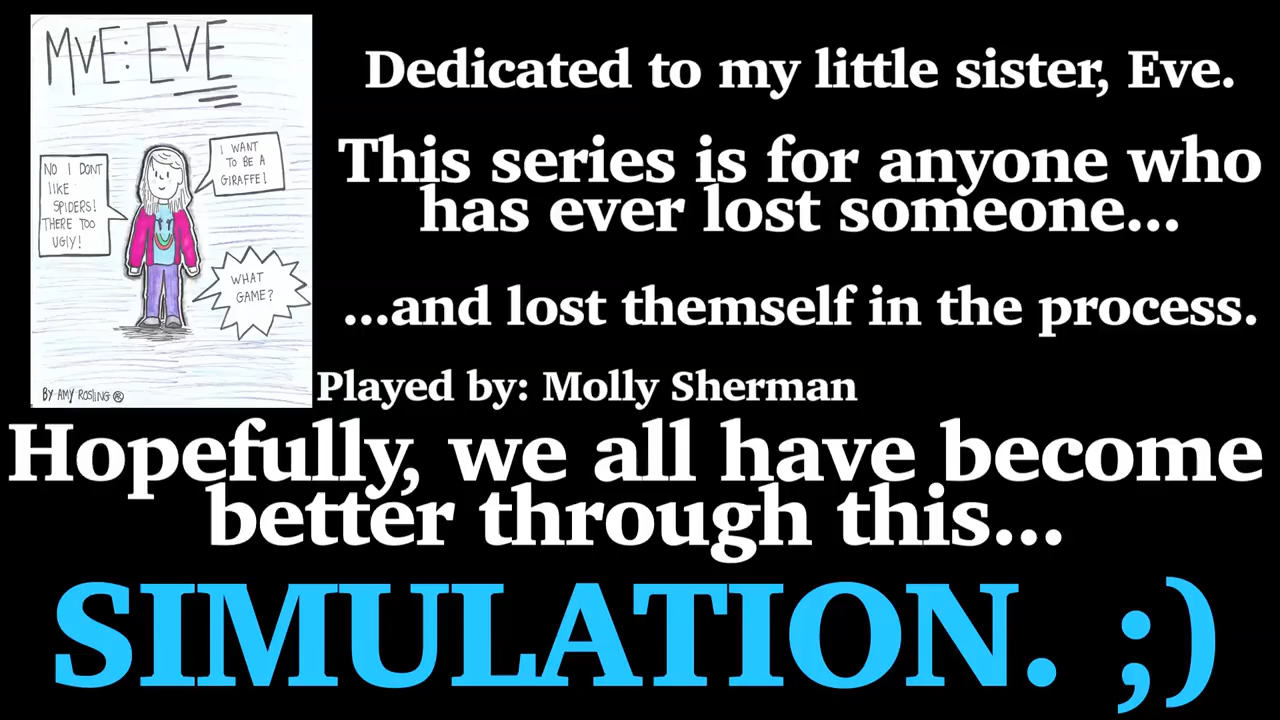 MVE: EVE
NO I DONT
LIKE
SPIDERS!
THERE TOO
UGLY!
I WANT
TO BE A
GIRAFFE!
WHAT
GAME?
BY AMY ROSLING ®
Dedicated to my little sister, Eve.
This series is for anyone who
has ever lost someone...
...and lost themself in the process.
Played by: Molly Sherman
Hopefully, we all have become
better through this...
SIMULATION. ;)